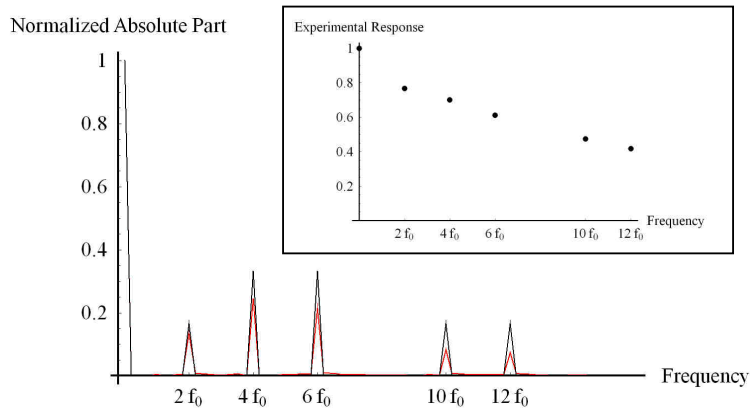 Normalized Absolute Part
1
0.8
0.6
0.4
0.2
2 f₀ 4 f₀ 6 f₀ 10 f₀ 12 f₀
Frequency
Experimental Response
1
0.8
0.6
0.4
0.2
2 f₀ 4 f₀ 6 f₀ 10 f₀ 12 f₀
Frequency